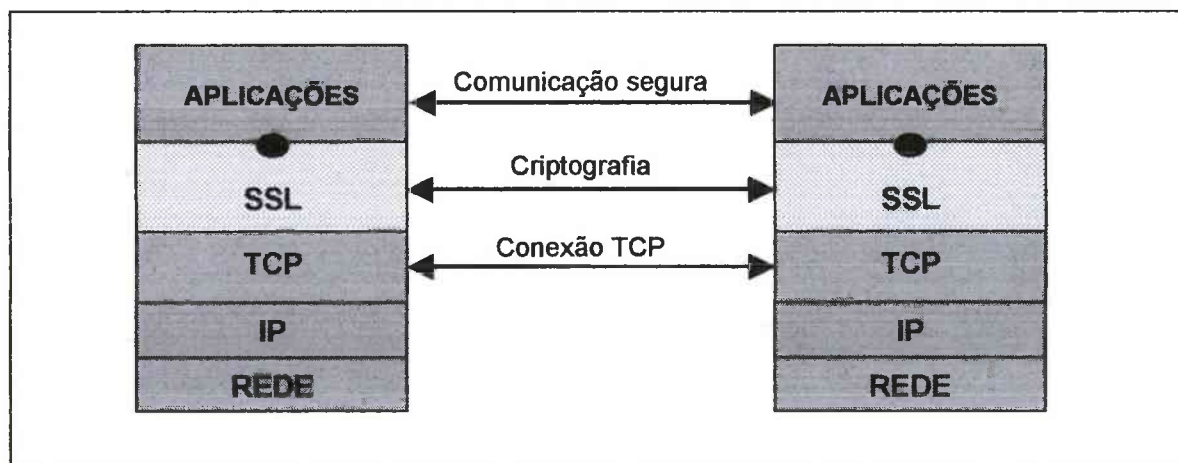 APLICAÇÕES
Comunicação segura
APLICAÇÕES
SSL
Criptografia
SSL
TCP
Conexão TCP
TCP
IP
IP
REDE
REDE